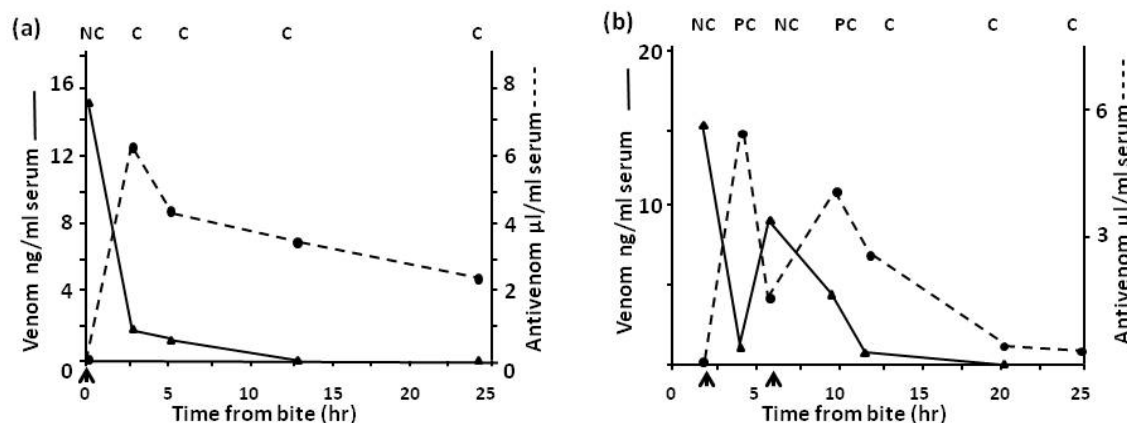 (a)
NC C C C C
16
12
8
4
0
Venom ng/ml serum
8
6
4
2
0
Antivenom µl/ml serum
0 5 10 15 20 25
Time from bite (hr)
(b)
NC PC NC PC C C C
20
10
0
Venom ng/ml serum
6
3
Antivenom µl/ml serum
0 5 10 15 20 25
Time from bite (hr)